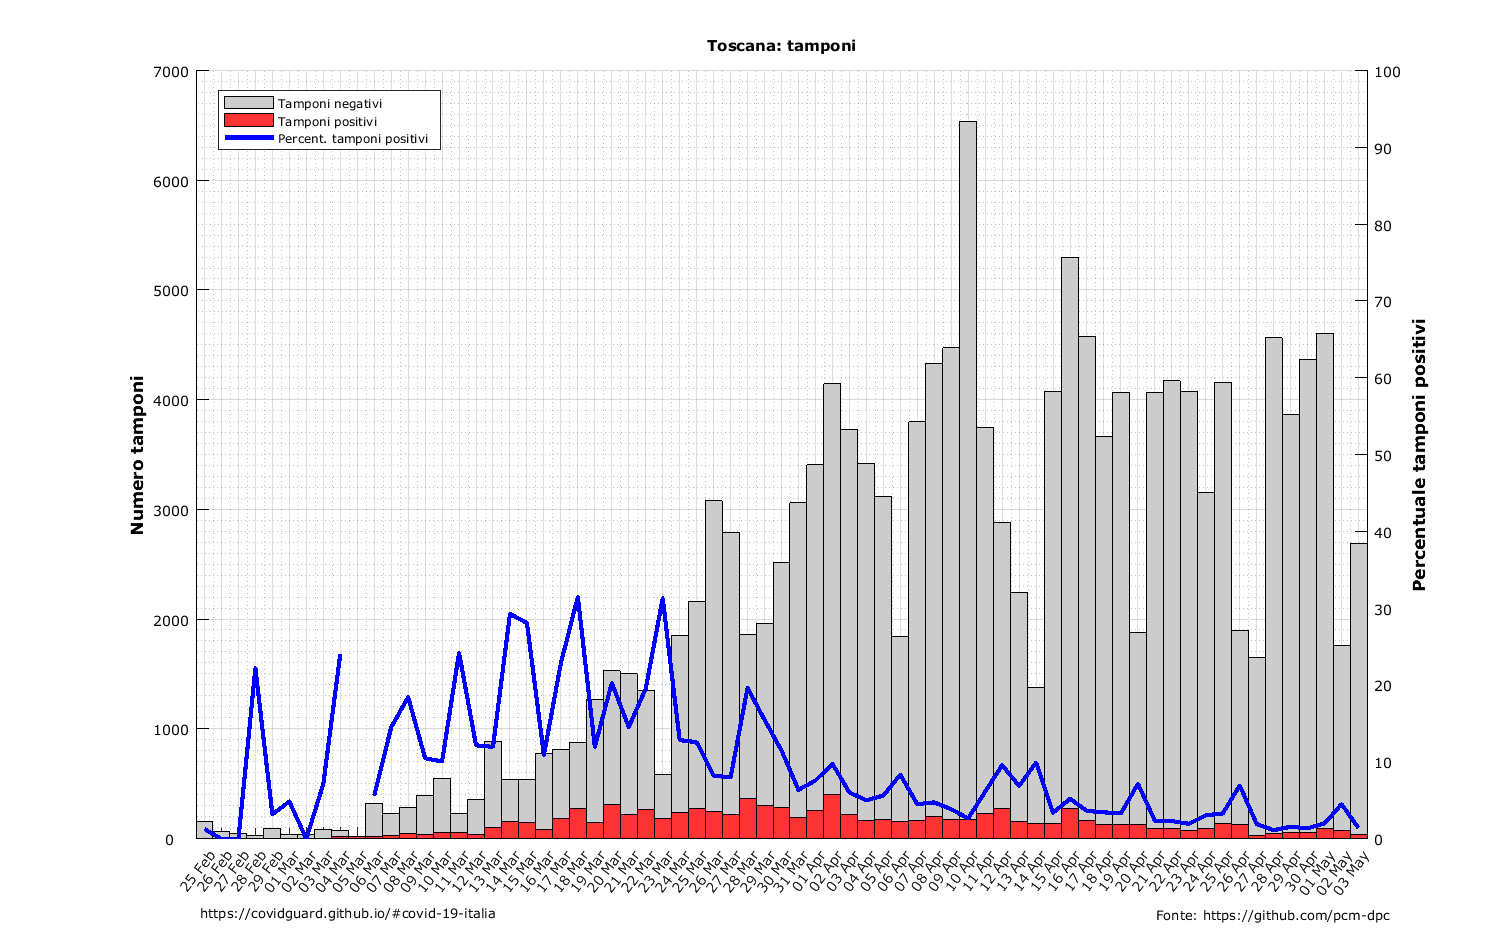 Toscana: tamponi
Tamponi negativi
Tamponi positivi
Percent. tamponi positivi
Numero tamponi
7000
6000
5000
4000
3000
2000
1000
0
Percentuale tamponi positivi
100
90
80
70
60
50
40
30
20
10
0
25 Feb
26 Feb
27 Feb
28 Feb
29 Feb
01 Mar
02 Mar
03 Mar
04 Mar
05 Mar
06 Mar
07 Mar
08 Mar
09 Mar
10 Mar
11 Mar
12 Mar
13 Mar
14 Mar
15 Mar
16 Mar
17 Mar
18 Mar
19 Mar
20 Mar
21 Mar
22 Mar
23 Mar
24 Mar
25 Mar
26 Mar
27 Mar
28 Mar
29 Mar
30 Mar
31 Mar
01 Apr
02 Apr
03 Apr
04 Apr
05 Apr
06 Apr
07 Apr
08 Apr
09 Apr
10 Apr
11 Apr
12 Apr
13 Apr
14 Apr
15 Apr
16 Apr
17 Apr
18 Apr
19 Apr
20 Apr
21 Apr
22 Apr
23 Apr
24 Apr
25 Apr
26 Apr
27 Apr
28 Apr
29 Apr
30 Apr
01 May
02 May
03 May
https://covidguard.github.io/#covid-19-italia
Fonte: https://github.com/pcm-dpc